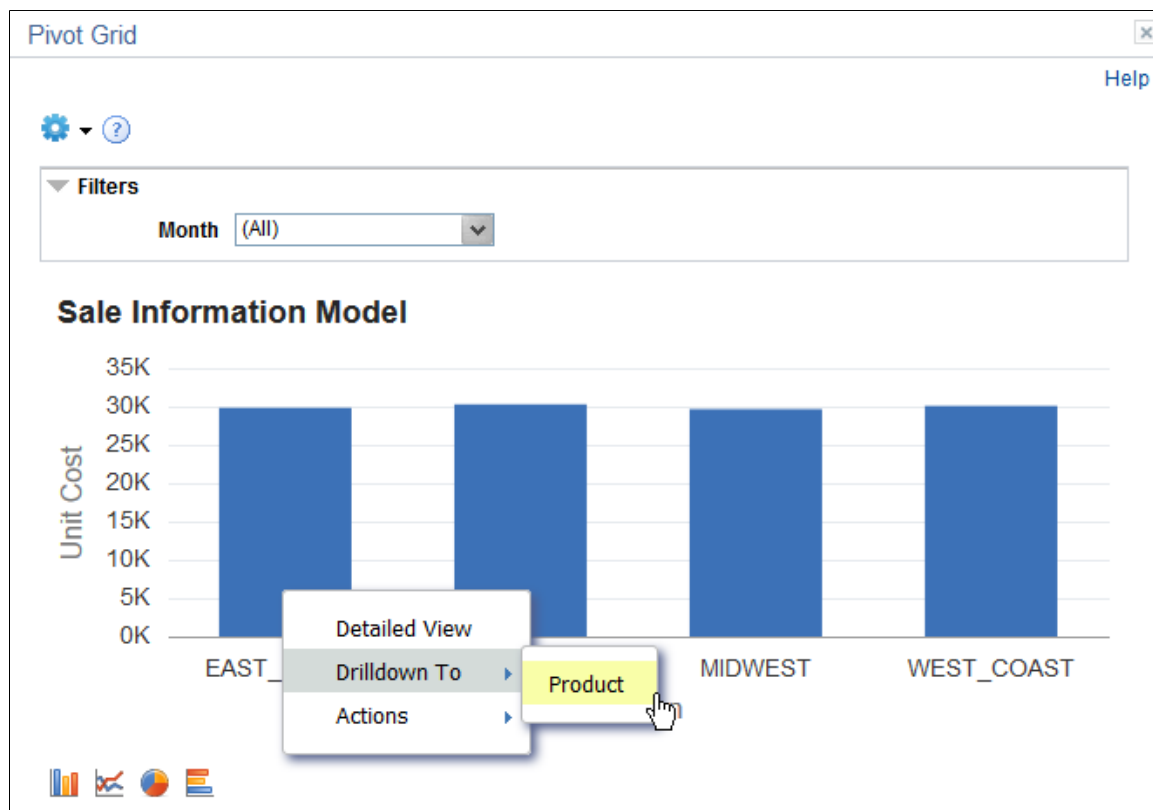 Pivot Grid
Help
?
Filters
Month (All)
Sale Information Model
35K
30K
25K
20K
15K
10K
5K
0K
Unit Cost
EAST_ MIDWEST WEST_COAST
Detailed View
Drilldown To
Actions
Product